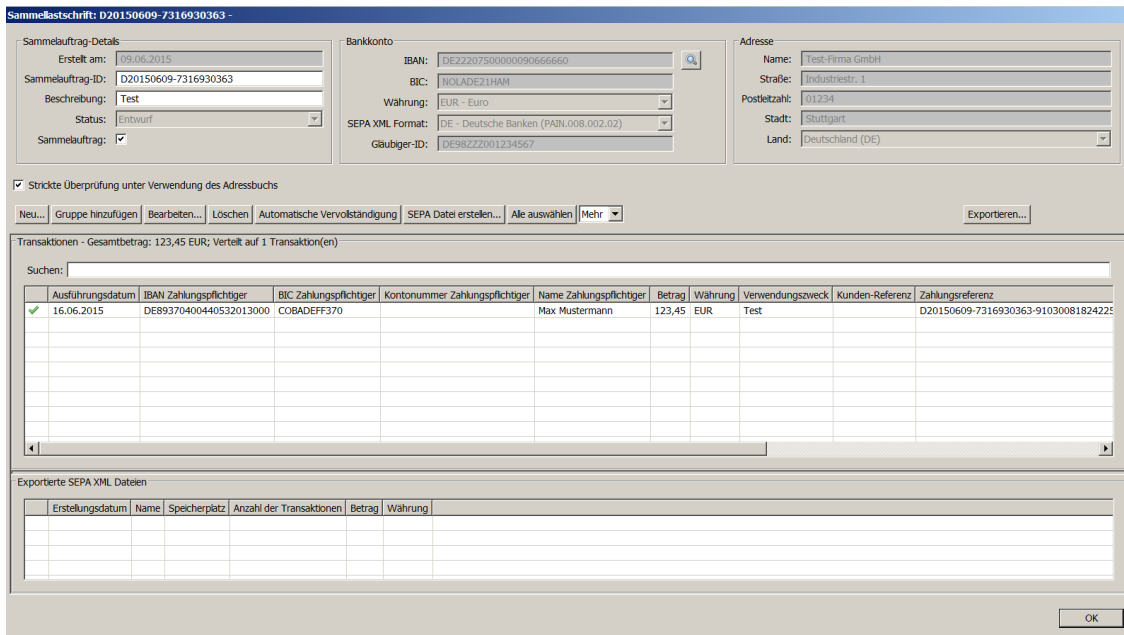 Sammellastschrift: D20150609-7316930363 -
Sammelauftrag-Details
Erstellt am: 09.06.2015
Sammelauftrag-ID: D20150609-7316930363
Beschreibung: Test
Status: Entwurf
Sammelauftrag:
Bankkonto
IBAN: DE22207500000090666660
BIC: NOLADE21HAM
Währung: EUR - Euro
SEPA XML Format: DE - Deutsche Banken (PAIN.008.002.02)
Gläubiger-ID: DE98ZZZ001234567
Adresse
Name: Test-Firma GmbH
Straße: Industriestr. 1
Postleitzahl: 01234
Stadt: Stuttgart
Land: Deutschland (DE)
Strickte Überprüfung unter Verwendung des Adressbuchs
Neu... Gruppe hinzufügen Bearbeiten... Löschen Automatische Vervollständigung SEPA Datei erstellen... Alle auswählen Mehr Exportieren...
Transaktionen - Gesamtbetrag: 123,45 EUR; Verteilt auf 1 Transaktion(en)
Suchen:
Ausführungsdatum IBAN Zahlungspflichtiger BIC Zahlungspflichtiger Kontonummer Zahlungspflichtiger Name Zahlungspflichtiger Betrag Währung Verwendungszweck Kunden-Referenz Zahlungsreferenz
16.06.2015 DE89370400440532013000 COBADEFF370 Max Mustermann 123,45 EUR Test D20150609-7316930363-91030081824225
Exportierte SEPA XML Dateien
Erstellungsdatum Name Speicherplatz Anzahl der Transaktionen Betrag Währung
OK